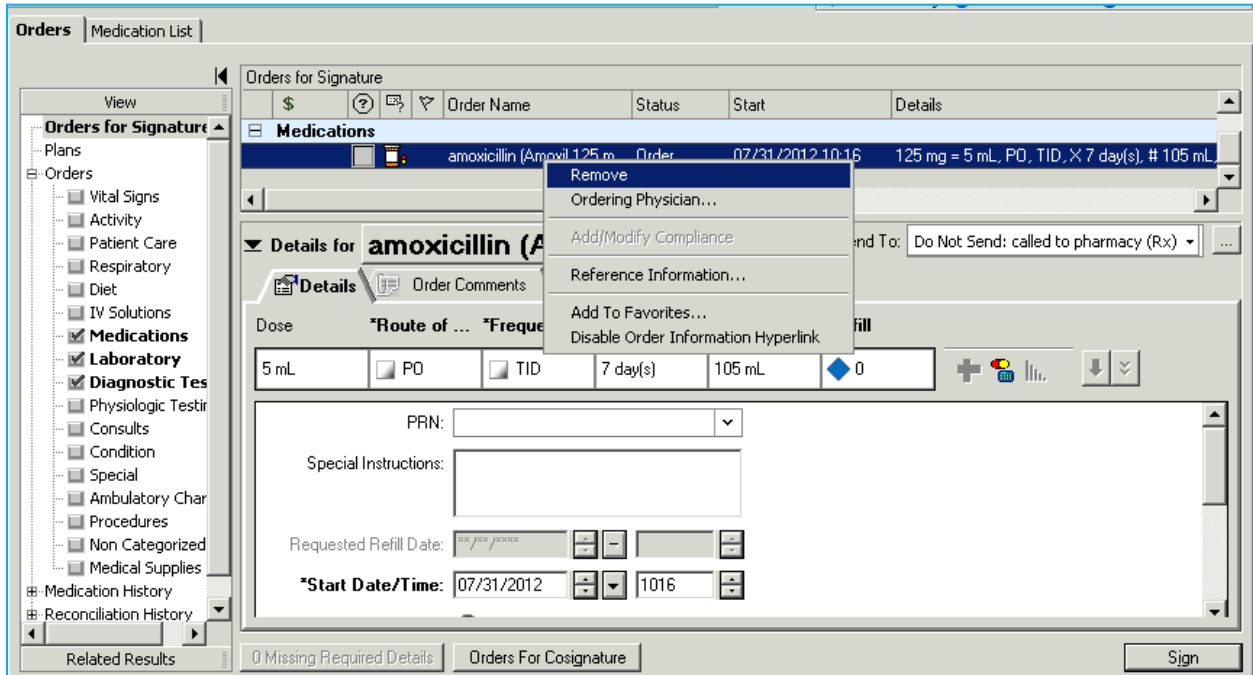 Orders Medication List
View
Orders for Signature
Plans
Orders
Vital Signs
Activity
Patient Care
Respiratory
Diet
IV Solutions
Medications
Laboratory
Diagnostic Tes
Physiologic Testir
Consults
Condition
Special
Ambulatory Char
Procedures
Non Categorized
Medical Supplies
Medication History
Reconciliation History
Related Results
Orders for Signature
$ ? Order Name Status Start Details
Medications
amoxicillin (Amoxil 125 m Order 07/31/2012 10:16 125 mg = 5 mL, PO, TID, X 7 day(s), # 105 mL,
Remove
Ordering Physician...
Add/Modify Compliance
Reference Information...
Add To Favorites...
Disable Order Information Hyperlink
Details for amoxicillin (A end To: Do Not Send: called to pharmacy (Rx) ...
Details Order Comments
Dose *Route of ... *Freque fill
5 mL PO TID 7 day(s) 105 mL 0
PRN:
Special Instructions:
Requested Refill Date: **/**/****
*Start Date/Time: 07/31/2012 1016
0 Missing Required Details Orders For Cosignature Sign